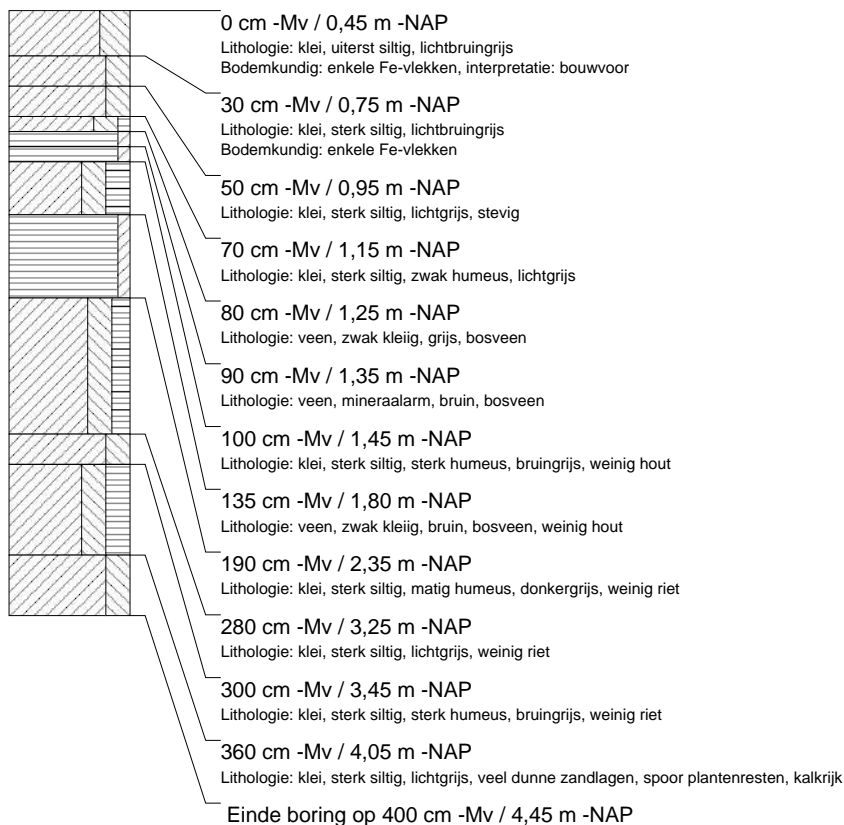 0 cm -Mv / 0,45 m -NAP
Lithologie: klei, uiterst siltig, lichtbruingrijs
Bodemkundig: enkele Fe-vlekken, interpretatie: bouwvoor
30 cm -Mv / 0,75 m -NAP
Lithologie: klei, sterk siltig, lichtbruingrijs
Bodemkundig: enkele Fe-vlekken
50 cm -Mv / 0,95 m -NAP
Lithologie: klei, sterk siltig, lichtgrijs, stevig
70 cm -Mv / 1,15 m -NAP
Lithologie: klei, sterk siltig, zwak humeus, lichtgrijs
80 cm -Mv / 1,25 m -NAP
Lithologie: veen, zwak kleiig, grijs, bosveen
90 cm -Mv / 1,35 m -NAP
Lithologie: veen, mineraalarm, bruin, bosveen
100 cm -Mv / 1,45 m -NAP
Lithologie: klei, sterk siltig, sterk humeus, bruingrijs, weinig hout
135 cm -Mv / 1,80 m -NAP
Lithologie: veen, zwak kleiig, bruin, bosveen, weinig hout
190 cm -Mv / 2,35 m -NAP
Lithologie: klei, sterk siltig, matig humeus, donkergrijs, weinig riet
280 cm -Mv / 3,25 m -NAP
Lithologie: klei, sterk siltig, lichtgrijs, weinig riet
300 cm -Mv / 3,45 m -NAP
Lithologie: klei, sterk siltig, sterk humeus, bruingrijs, weinig riet
360 cm -Mv / 4,05 m -NAP
Lithologie: klei, sterk siltig, lichtgrijs, veel dunne zandlagen, spoor plantenresten, kalkrijk
Einde boring op 400 cm -Mv / 4,45 m -NAP